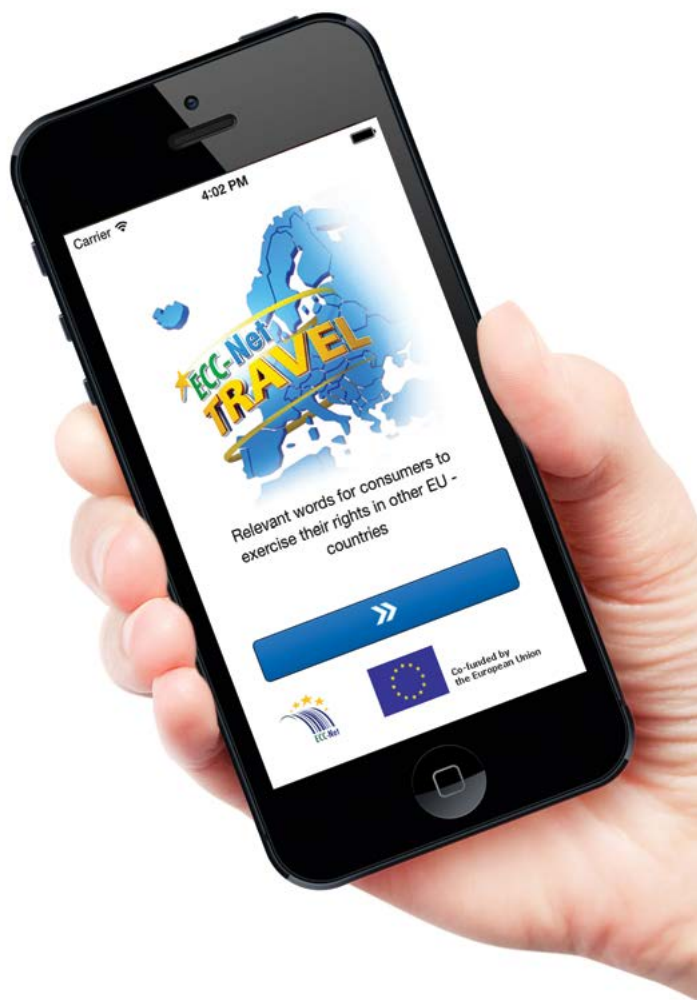 Carrier
4:02 PM
ECC-Net
TRAVEL
Relevant words for consumers to
exercise their rights in other EU -
countries
Co-funded by
the European Union
ECC-Net